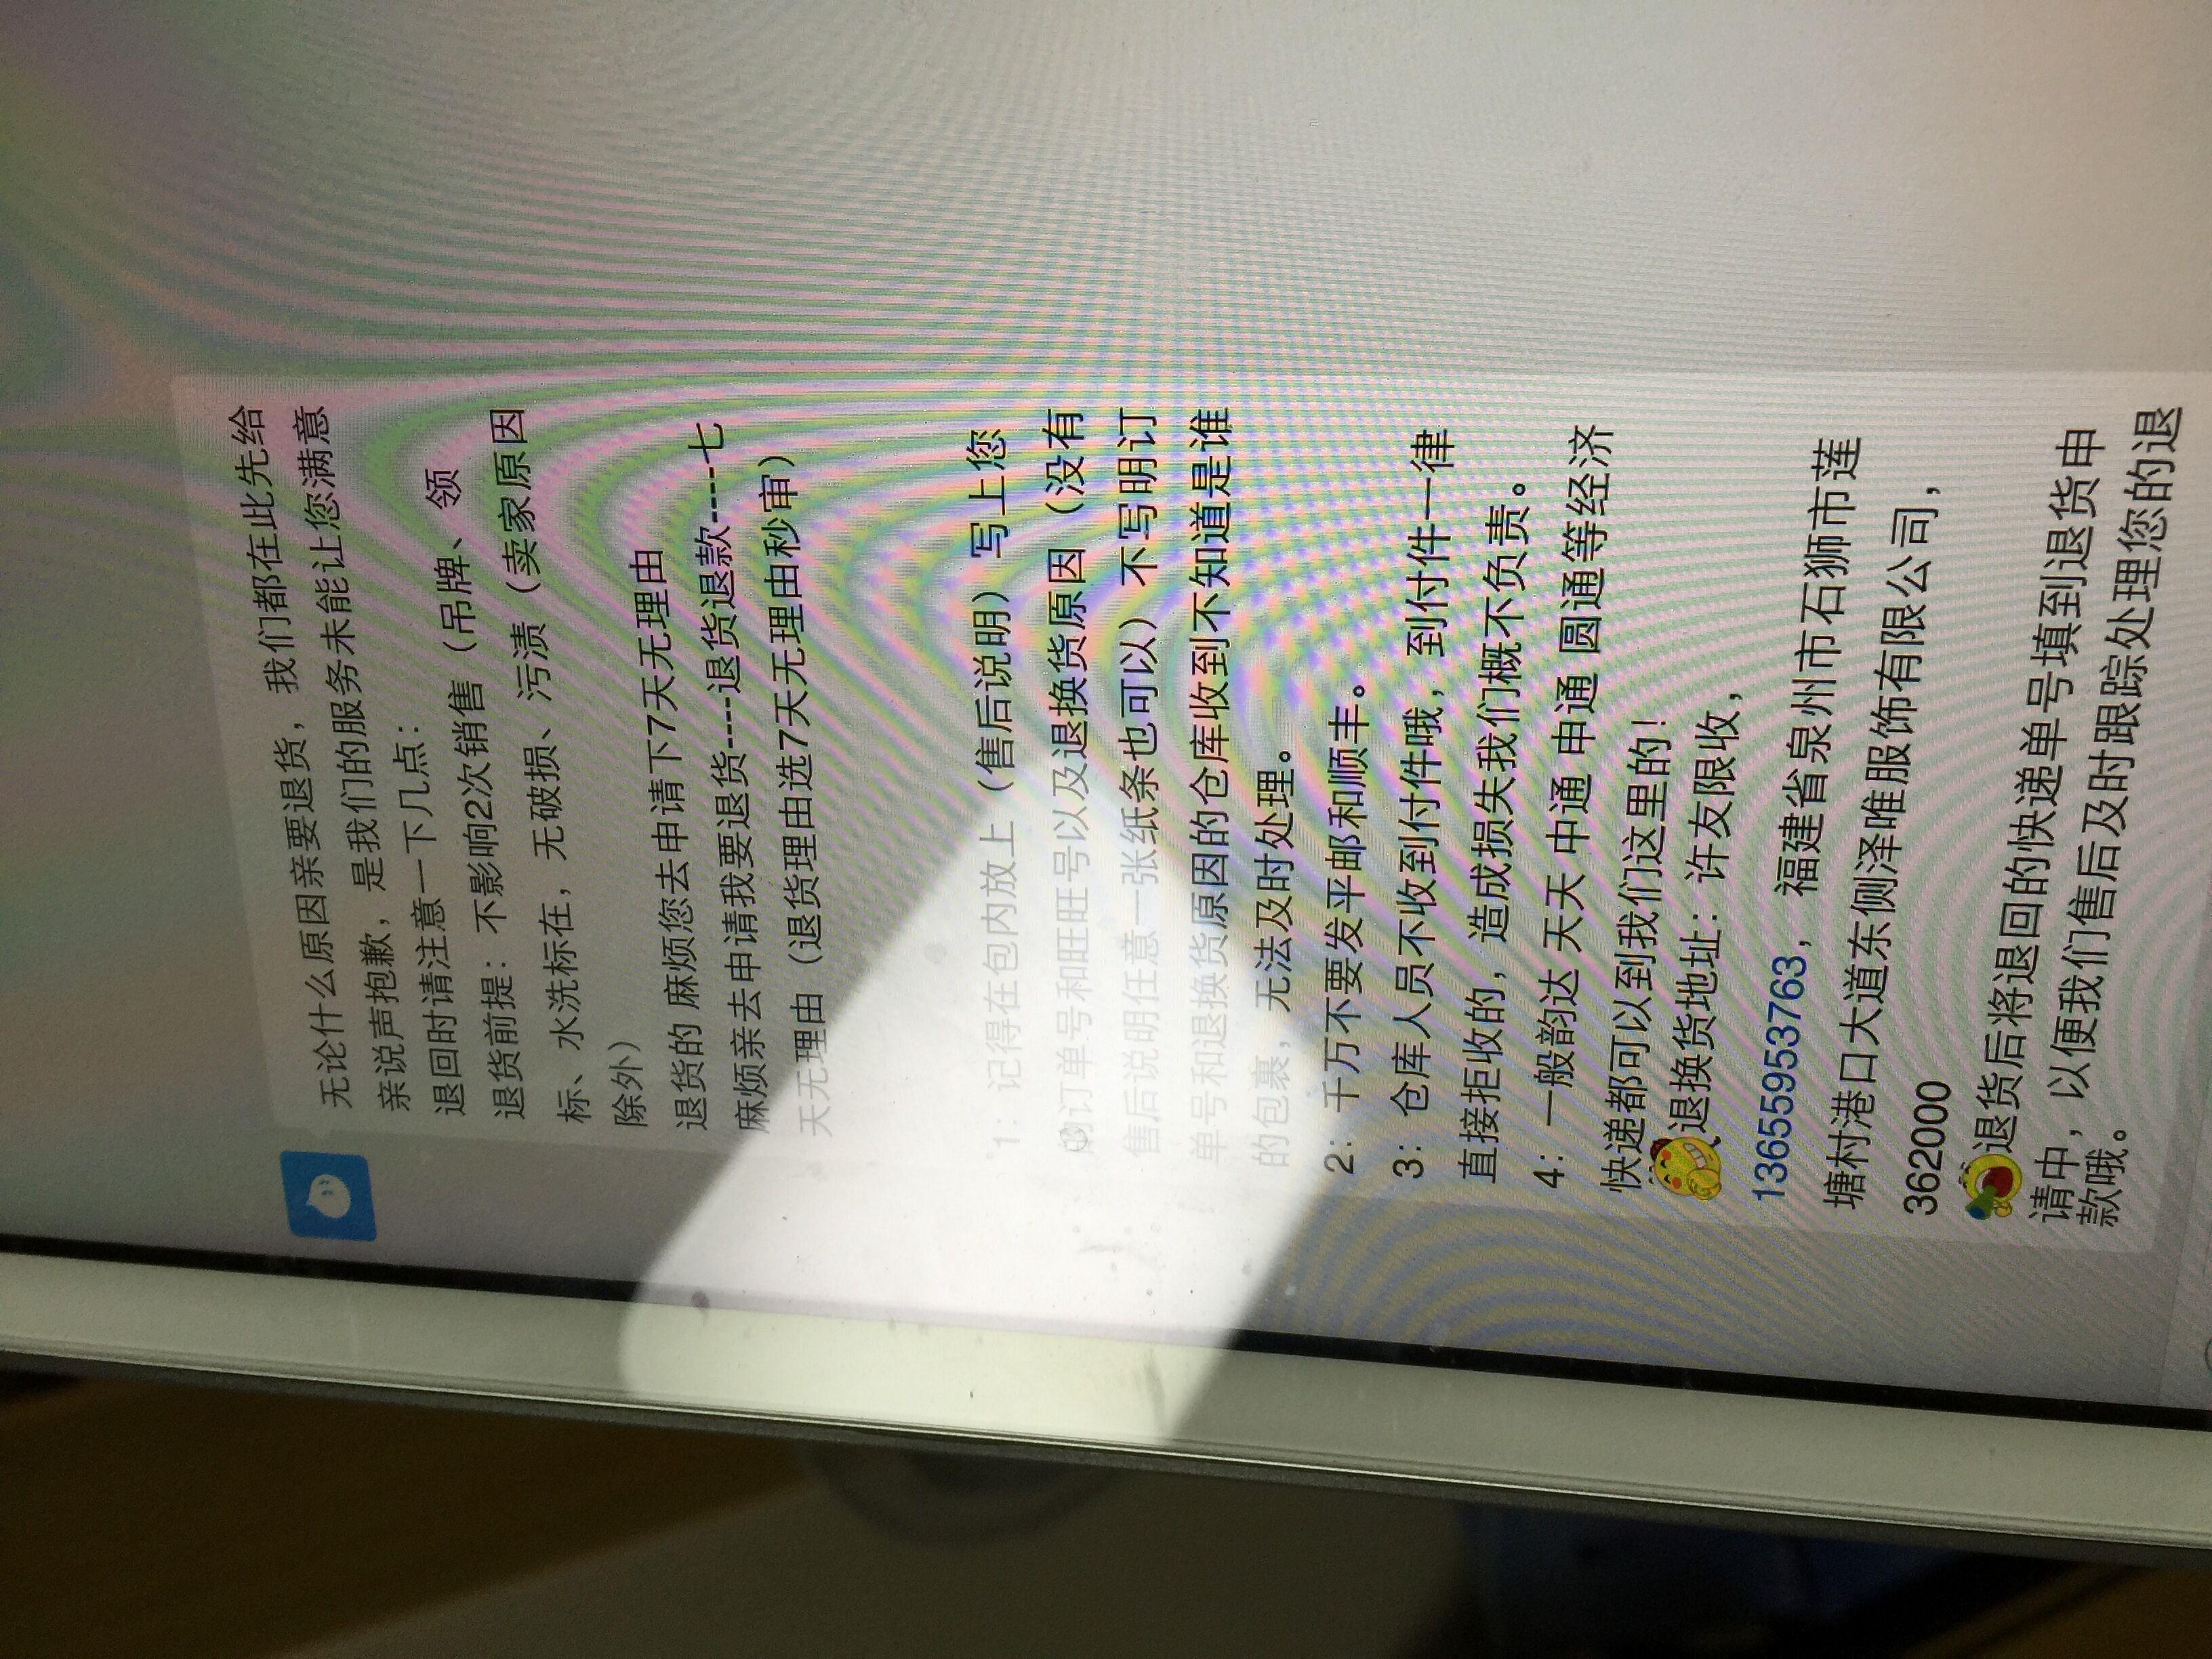 无论什么原因亲要退货，我们都在此先给
亲说声抱歉，是我们的服务未能让您满意
退回时请注意一下几点：
退货前提：不影响2次销售（吊牌、领
标、水洗标在，无破损、污渍（卖家原因
除外）
退货的 麻烦您去申请下7天无理由
麻烦亲去申请我要退货----退货退款----七
天无理由（退货理由选7天无理由秒审）
1：记得在包内放上（售后说明）写上您
的订单号和旺旺号以及退换货原因（没有
售后说明任意一张纸条也可以）不写明订
单号和退换货原因的仓库收到不知道是谁
的包裹，无法及时处理。
2：千万不要发平邮和顺丰。
3：仓库人员不收到付件哦，到付件一律
直接拒收的，造成损失我们概不负责。
4：一般韵达 天天 中通 申通 圆通等经济
快递都可以到我们这里的！
退换货地址：许友限收，
13655953763，福建省泉州市石狮市莲
塘村港口大道东侧泽唯服饰有限公司，
362000
退货后将退回的快递单号填到退货申
请中，以便我们售后及时跟踪处理您的退
款哦。